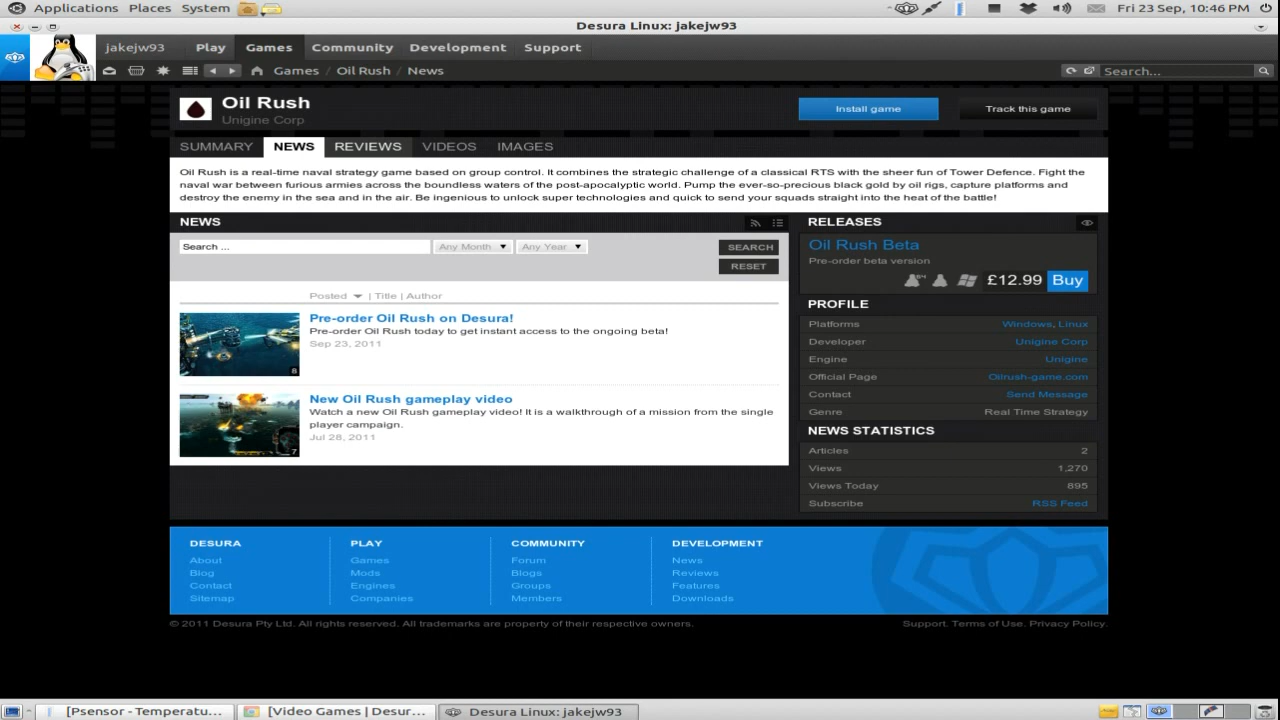 Applications Places System
Fri 23 Sep, 10:46 PM
Desura Linux: jakejw93
jakejw93 Play Games Community Development Support
Games / Oil Rush / News
Search...
Oil Rush
Unigine Corp
Install game
Track this game
SUMMARY NEWS REVIEWS VIDEOS IMAGES
Oil Rush is a real-time naval strategy game based on group control. It combines the strategic challenge of a classical RTS with the sheer fun of Tower Defence. Fight the
naval war between furious armies across the boundless waters of the post-apocalyptic world. Pump the ever-so-precious black gold by oil rigs, capture platforms and
destroy the enemy in the sea and in the air. Be ingenious to unlock super technologies and quick to send your squads straight into the heat of the battle!
NEWS
Search ... Any Month Any Year SEARCH
RESET
Posted | Title | Author
Pre-order Oil Rush on Desura!
Pre-order Oil Rush today to get instant access to the ongoing beta!
Sep 23, 2011
8
New Oil Rush gameplay video
Watch a new Oil Rush gameplay video! It is a walkthrough of a mission from the single
player campaign.
Jul 28, 2011
7
RELEASES
Oil Rush Beta
Pre-order beta version
64 £12.99 Buy
PROFILE
Platforms Windows, Linux
Developer Unigine Corp
Engine Unigine
Official Page Oilrush-game.com
Contact Send Message
Genre Real Time Strategy
NEWS STATISTICS
Articles 2
Views 1,270
Views Today 895
Subscribe RSS Feed
DESURA
About
Blog
Contact
Sitemap
PLAY
Games
Mods
Engines
Companies
COMMUNITY
Forum
Blogs
Groups
Members
DEVELOPMENT
News
Reviews
Features
Downloads
© 2011 Desura Pty Ltd. All rights reserved. All trademarks are property of their respective owners.
Support. Terms of Use. Privacy Policy.
[Psensor - Temperatu... [Video Games | Desur... Desura Linux: jakejw93